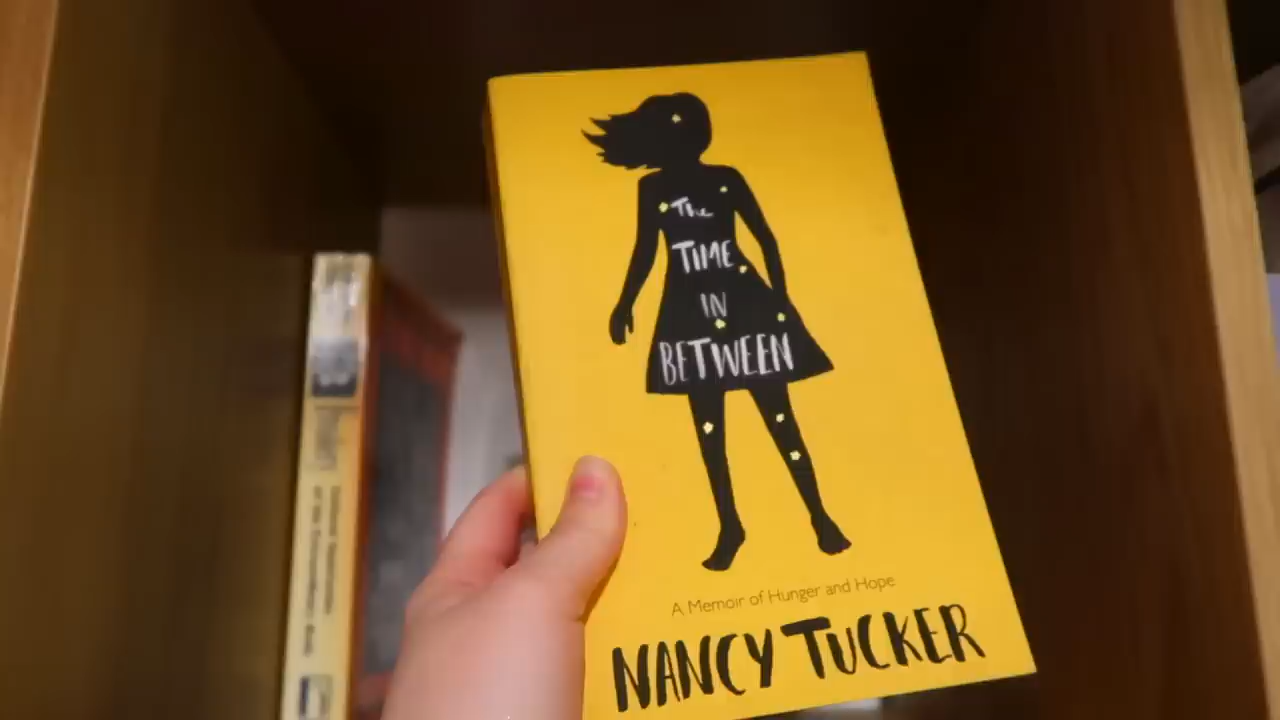 The
TIME
IN
BETWEEN
A Memoir of Hunger and Hope
NANCY TUCKER